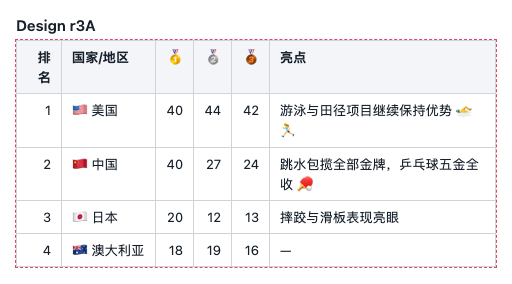 Design r3A
排名 国家/地区 🥇 🥈 🥉 亮点
1 🇺🇸 美国 40 44 42 游泳与田径项目继续保持优势 🏊
🏃
2 🇨🇳 中国 40 27 24 跳水包揽全部金牌，乒乓球五金全
收 🏓
3 🇯🇵 日本 20 12 13 摔跤与滑板表现亮眼
4 🇦🇺 澳大利亚 18 19 16 —